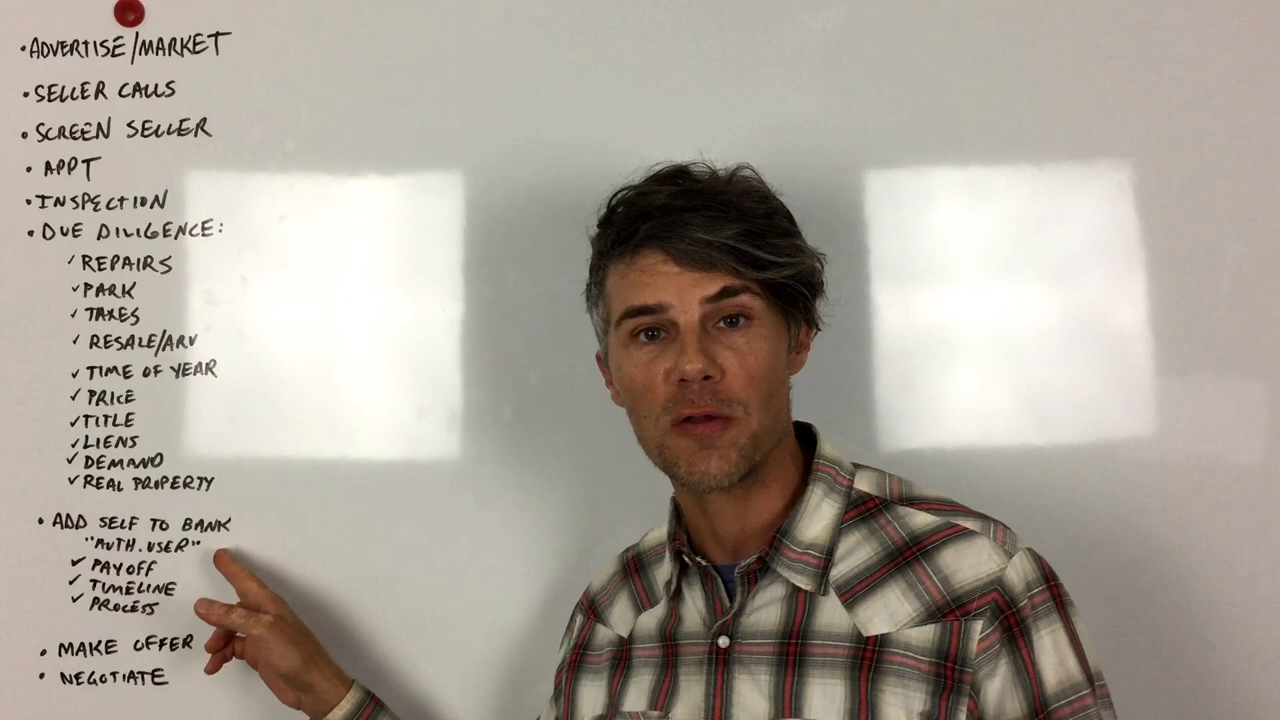 • ADVERTISE/MARKET
• SELLER CALLS
• SCREEN SELLER
• APPT
• INSPECTION
• DUE DILIGENCE:
✓ REPAIRS
✓ PARK
✓ TAXES
✓ RESALE/ARV
✓ TIME OF YEAR
✓ PRICE
✓ TITLE
✓ LIENS
✓ DEMAND
✓ REAL PROPERTY
• ADD SELF TO BANK
"AUTH. USER"
✓ PAYOFF
✓ TIMELINE
✓ PROCESS
• MAKE OFFER
• NEGOTIATE